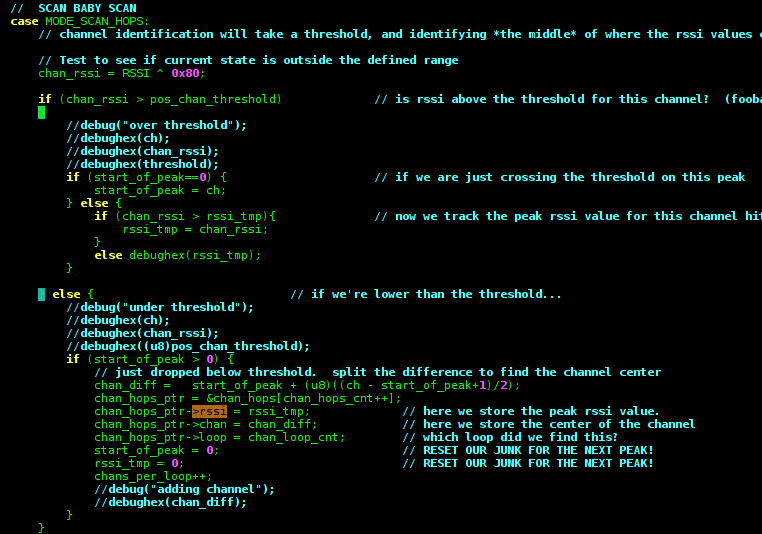 //  SCAN BABY SCAN
case MODE_SCAN_HOPS:
    // channel identification will take a threshold, and identifying *the middle* of where the rssi values
    // Test to see if current state is outside the defined range
    chan_rssi = RSSI ^ 0x80;
    if (chan_rssi > pos_chan_threshold)             // is rssi above the threshold for this channel?  (fooba
    {
        //debug("over threshold");
        //debughex(ch);
        //debughex(chan_rssi);
        //debughex(threshold);
        if (start_of_peak==0) {                     // if we are just crossing the threshold on this peak
            start_of_peak = ch;
        } else {
            if (chan_rssi > rssi_tmp){              // now we track the peak rssi value for this channel hit
                rssi_tmp = chan_rssi;
            }
            else debughex(rssi_tmp);
        }
    } else {                            // if we're lower than the threshold...
        //debug("under threshold");
        //debughex(ch);
        //debughex(chan_rssi);
        //debughex((u8)pos_chan_threshold);
        if (start_of_peak > 0) {
            // just dropped below threshold.  split the difference to find the channel center
            chan_diff =   start_of_peak + (u8)((ch - start_of_peak+1)/2);
            chan_hops_ptr = &chan_hops[chan_hops_cnt++];
            chan_hops_ptr->rssi = rssi_tmp;             // here we store the peak rssi value.
            chan_hops_ptr->chan = chan_diff;            // here we store the center of the channel
            chan_hops_ptr->loop = chan_loop_cnt;        // which loop did we find this?
            start_of_peak = 0;                          // RESET OUR JUNK FOR THE NEXT PEAK!
            rssi_tmp = 0;                               // RESET OUR JUNK FOR THE NEXT PEAK!
            chans_per_loop++;
            //debug("adding channel");
            //debughex(chan_diff);
        }
    }